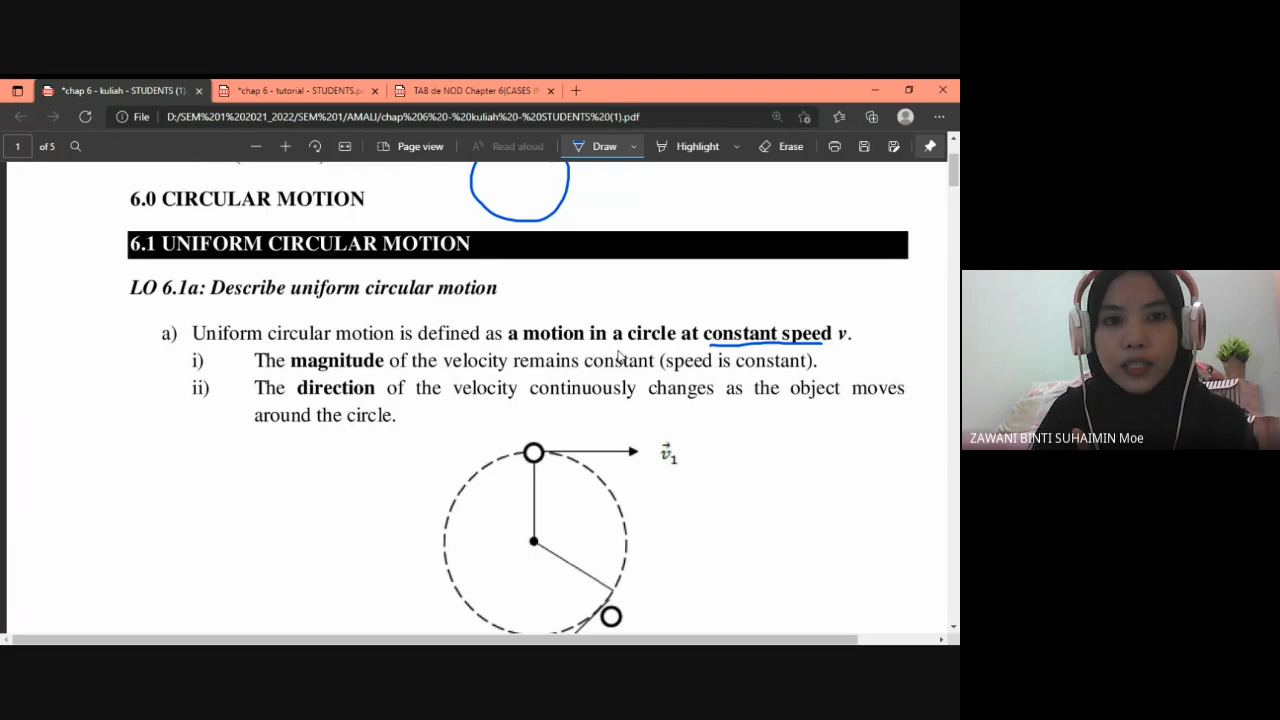 *chap 6 - kuliah - STUDENTS (1)
*chap 6 - tutorial - STUDENTS.p
TAB de NOD Chapter 6(CASES I
File
D:/SEM%201%202021_2022/SEM%201/AMALI/chap%206%20-%20kuliah%20-%20STUDENTS%20(1).pdf
1 of 5
Page view
Read aloud
Draw
Highlight
Erase
6.0 CIRCULAR MOTION
6.1 UNIFORM CIRCULAR MOTION
LO 6.1a: Describe uniform circular motion
a) Uniform circular motion is defined as a motion in a circle at constant speed v.
i) The magnitude of the velocity remains constant (speed is constant).
ii) The direction of the velocity continuously changes as the object moves
around the circle.
v⃗₁
ZAWANI BINTI SUHAIMIN Moe